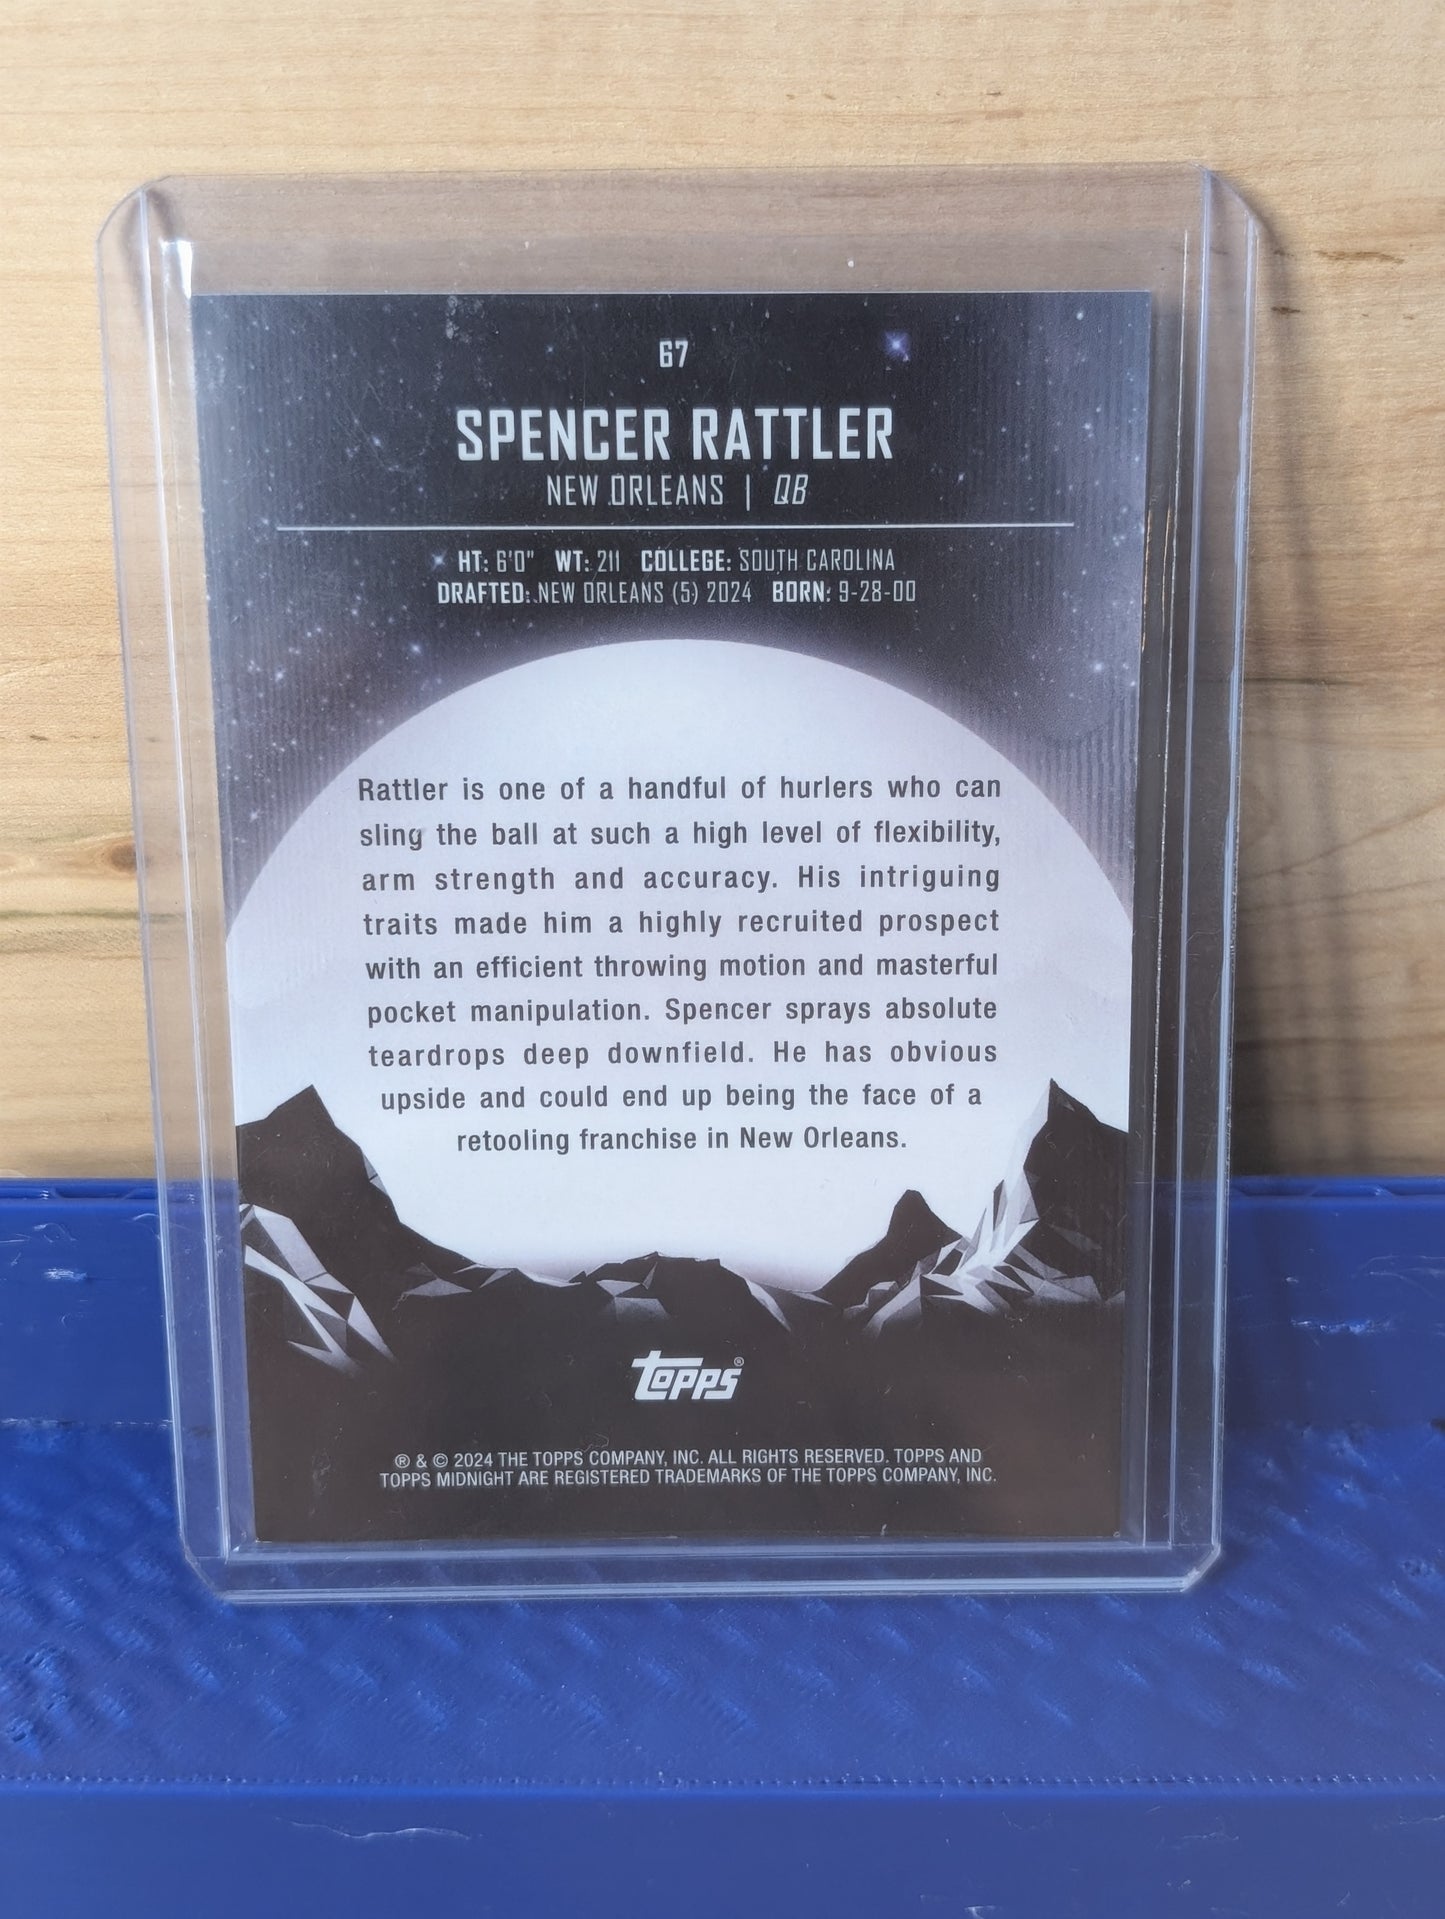 67
SPENCER RATTLER
NEW ORLEANS | QB
HT: 6'0" WT: 211 COLLEGE: SOUTH CAROLINA
DRAFTED: NEW ORLEANS (5) 2024 BORN: 9-28-00
Rattler is one of a handful of hurlers who can
sling the ball at such a high level of flexibility,
arm strength and accuracy. His intriguing
traits made him a highly recruited prospect
with an efficient throwing motion and masterful
pocket manipulation. Spencer sprays absolute
teardrops deep downfield. He has obvious
upside and could end up being the face of a
retooling franchise in New Orleans.
topps®
® & © 2024 THE TOPPS COMPANY, INC. ALL RIGHTS RESERVED. TOPPS AND
TOPPS MIDNIGHT ARE REGISTERED TRADEMARKS OF THE TOPPS COMPANY, INC.